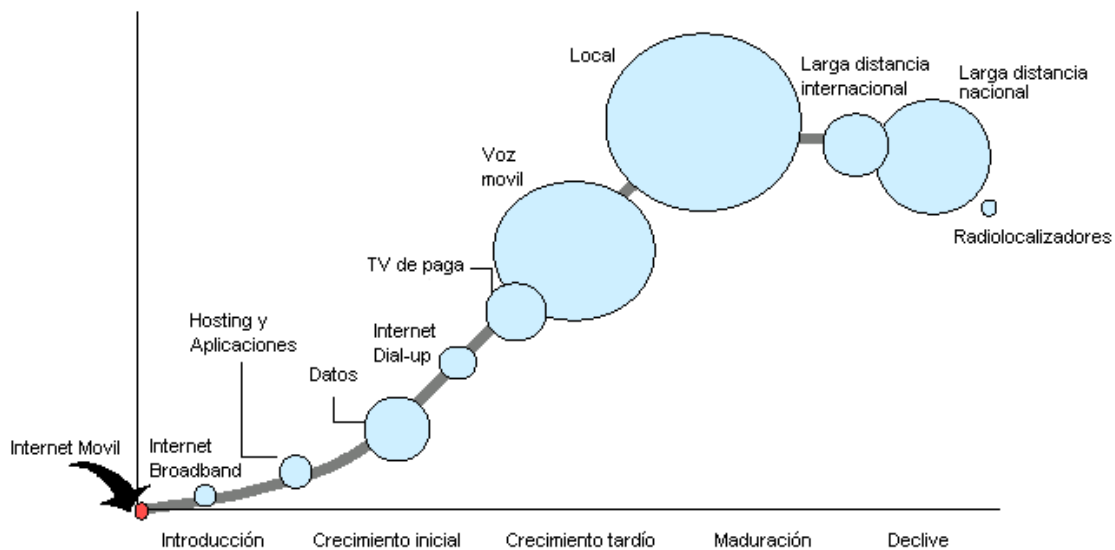 Local
Larga distancia
internacional
Larga distancia
nacional
Voz
movil
Radiolocalizadores
TV de paga
Hosting y
Aplicaciones
Internet
Dial-up
Datos
Internet Movil
Internet
Broadband
Introducción
Crecimiento inicial
Crecimiento tardío
Maduración
Declive